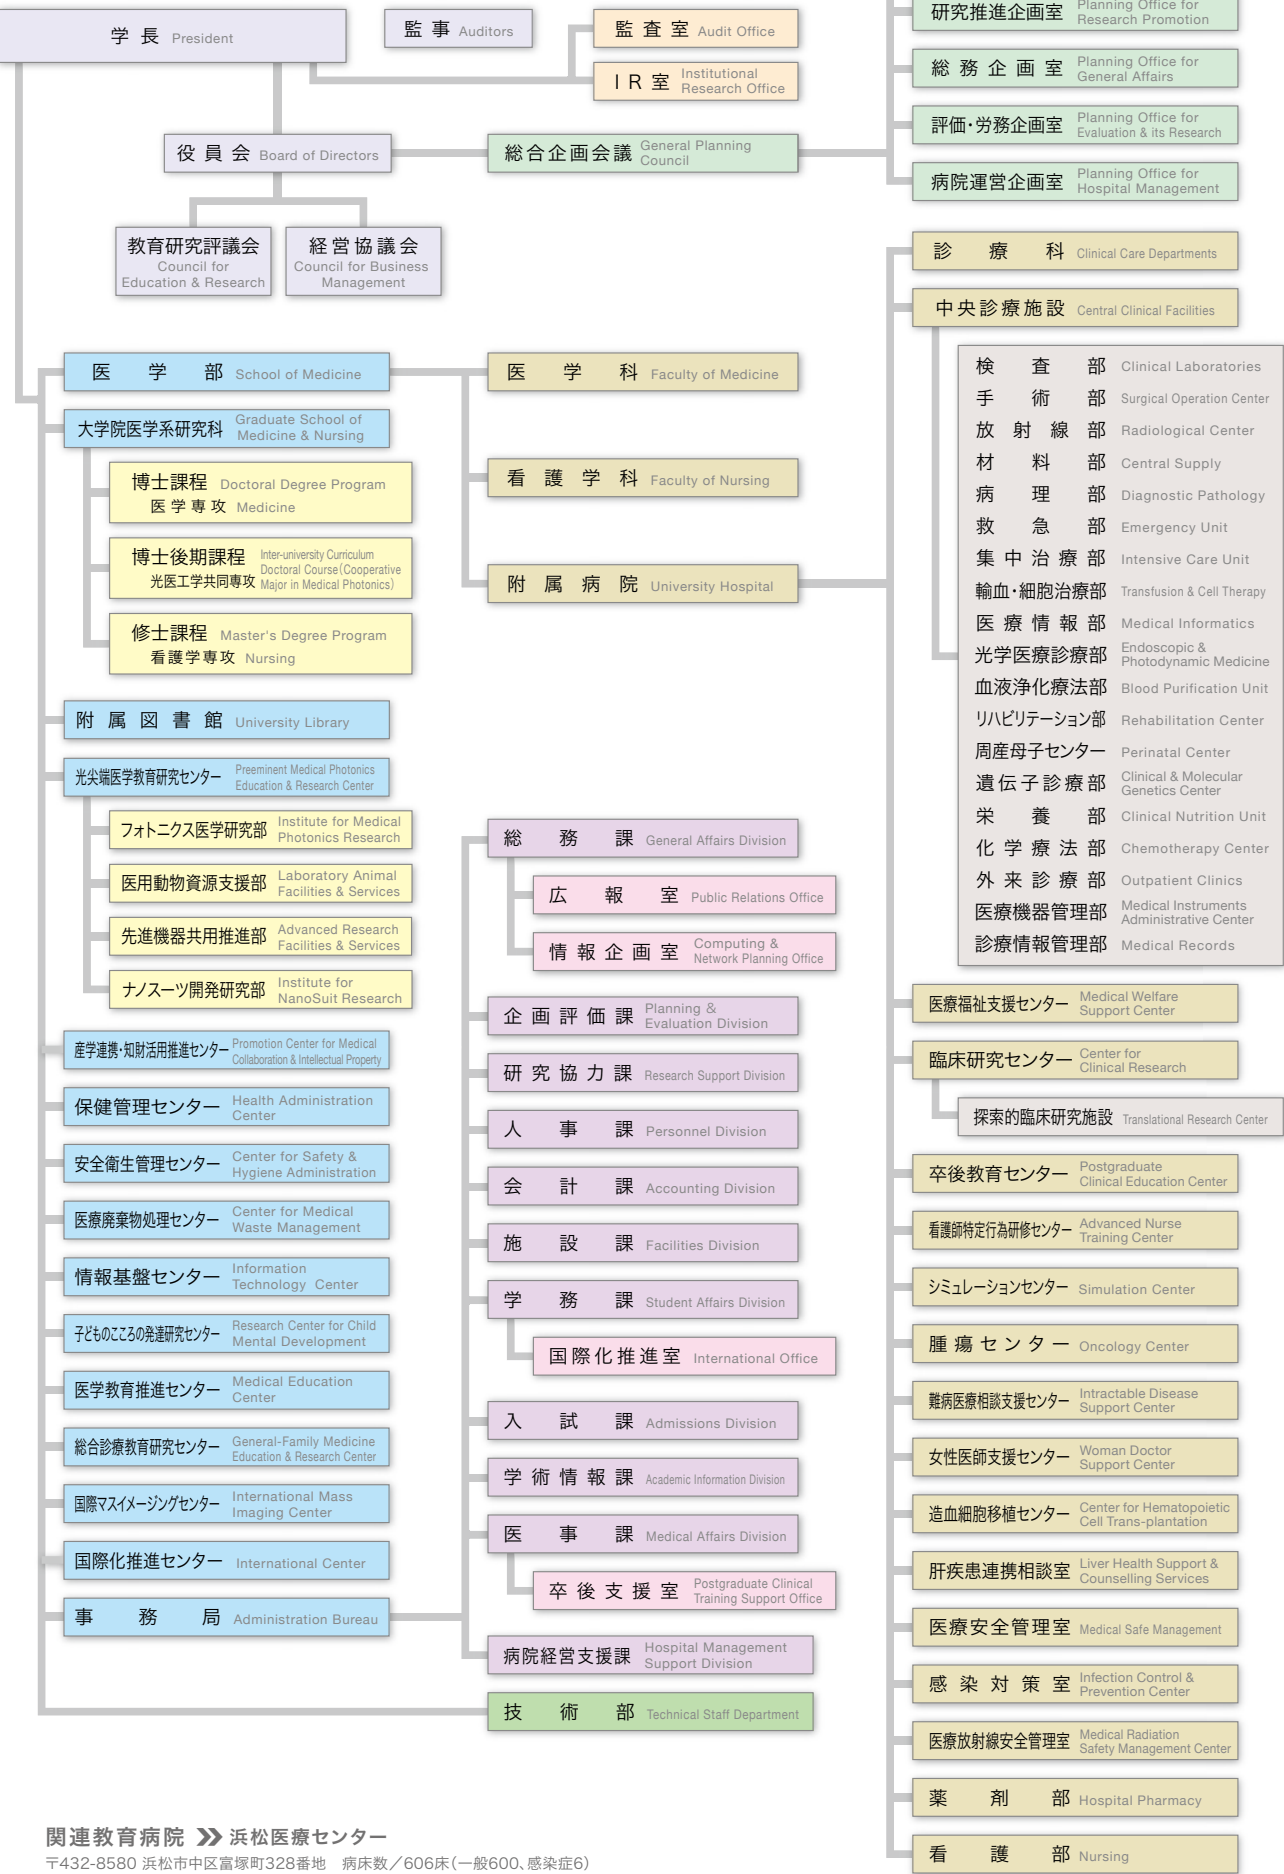 学長 President
監事 Auditors
監査室 Audit Office
IR室 Institutional
Research Office
役員会 Board of Directors
総合企画会議 General Planning
Council
教育研究評議会
Council for
Education & Research
経営協議会
Council for Business
Management
研究推進企画室 Planning Office for
Research Promotion
総務企画室 Planning Office for
General Affairs
評価・労務企画室 Planning Office for
Evaluation & its Research
病院運営企画室 Planning Office for
Hospital Management
医学部 School of Medicine
大学院医学系研究科 Graduate School of
Medicine & Nursing
博士課程 Doctoral Degree Program
医学専攻 Medicine
博士後期課程 Inter-university Curriculum
Doctoral Course(Cooperative
光医工学共同専攻 Major in Medical Photonics)
修士課程 Master's Degree Program
看護学専攻 Nursing
附属図書館 University Library
光尖端医学教育研究センター Preeminent Medical Photonics
Education & Research Center
フォトニクス医学研究部 Institute for Medical
Photonics Research
医用動物資源支援部 Laboratory Animal
Facilities & Services
先進機器共用推進部 Advanced Research
Facilities & Services
ナノスーツ開発研究部 Institute for
NanoSuit Research
産学連携・知財活用推進センター Promotion Center for Medical
Collaboration & Intellectual Property
保健管理センター Health Administration
Center
安全衛生管理センター Center for Safety &
Hygiene Administration
医療廃棄物処理センター Center for Medical
Waste Management
情報基盤センター Information
Technology Center
子どものこころの発達研究センター Research Center for Child
Mental Development
医学教育推進センター Medical Education
Center
総合診療教育研究センター General-Family Medicine
Education & Research Center
国際マスイメージングセンター International Mass
Imaging Center
国際化推進センター International Center
事務局 Administration Bureau
医学科 Faculty of Medicine
看護学科 Faculty of Nursing
附属病院 University Hospital
総務課 General Affairs Division
広報室 Public Relations Office
情報企画室 Computing &
Network Planning Office
企画評価課 Planning &
Evaluation Division
研究協力課 Research Support Division
人事課 Personnel Division
会計課 Accounting Division
施設課 Facilities Division
学務課 Student Affairs Division
国際化推進室 International Office
入試課 Admissions Division
学術情報課 Academic Information Division
医事課 Medical Affairs Division
卒後支援室 Postgraduate Clinical
Training Support Office
病院経営支援課 Hospital Management
Support Division
技術部 Technical Staff Department
診療科 Clinical Care Departments
中央診療施設 Central Clinical Facilities
検査部 Clinical Laboratories
手術部 Surgical Operation Center
放射線部 Radiological Center
材料部 Central Supply
病理部 Diagnostic Pathology
救急部 Emergency Unit
集中治療部 Intensive Care Unit
輸血・細胞治療部 Transfusion & Cell Therapy
医療情報部 Medical Informatics
光学医療診療部 Endoscopic &
Photodynamic Medicine
血液浄化療法部 Blood Purification Unit
リハビリテーション部 Rehabilitation Center
周産母子センター Perinatal Center
遺伝子診療部 Clinical & Molecular
Genetics Center
栄養部 Clinical Nutrition Unit
化学療法部 Chemotherapy Center
外来診療部 Outpatient Clinics
医療機器管理部 Medical Instruments
Administrative Center
診療情報管理部 Medical Records
医療福祉支援センター Medical Welfare
Support Center
臨床研究センター Center for
Clinical Research
探索的臨床研究施設 Translational Research Center
卒後教育センター Postgraduate
Clinical Education Center
看護師特定行為研修センター Advanced Nurse
Training Center
シミュレーションセンター Simulation Center
腫瘍センター Oncology Center
難病医療相談支援センター Intractable Disease
Support Center
女性医師支援センター Woman Doctor
Support Center
造血細胞移植センター Center for Hematopoietic
Cell Trans-plantation
肝疾患連携相談室 Liver Health Support &
Counselling Services
医療安全管理室 Medical Safe Management
感染対策室 Infection Control &
Prevention Center
医療放射線安全管理室 Medical Radiation
Safety Management Center
薬剤部 Hospital Pharmacy
看護部 Nursing
関連教育病院 浜松医療センター
〒432-8580 浜松市中区富塚町328番地 病床数／606床(一般600、感染症6)